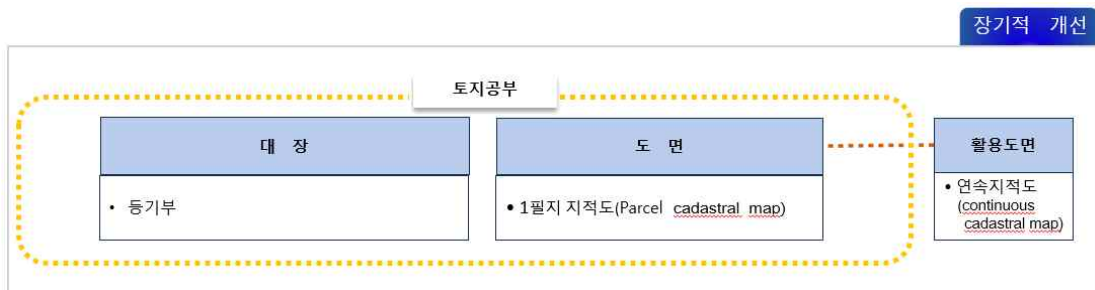 장기적 개선
토지공부
대 장
도 면
활용도면
• 등기부
• 1필지 지적도(Parcel cadastral map)
• 연속지적도
(continuous
cadastral map)